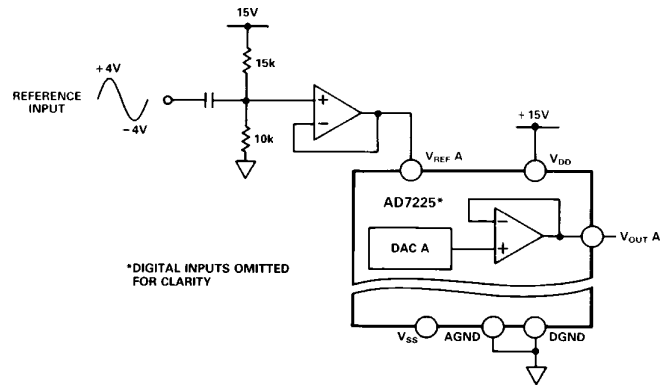 15V
15k
+4V
REFERENCE
INPUT
−4V
+
−
10k
+ 15V
V_REF A
V_DD
AD7225*
DAC A
−
+
V_OUT A
*DIGITAL INPUTS OMITTED
FOR CLARITY
V_SS
AGND
DGND